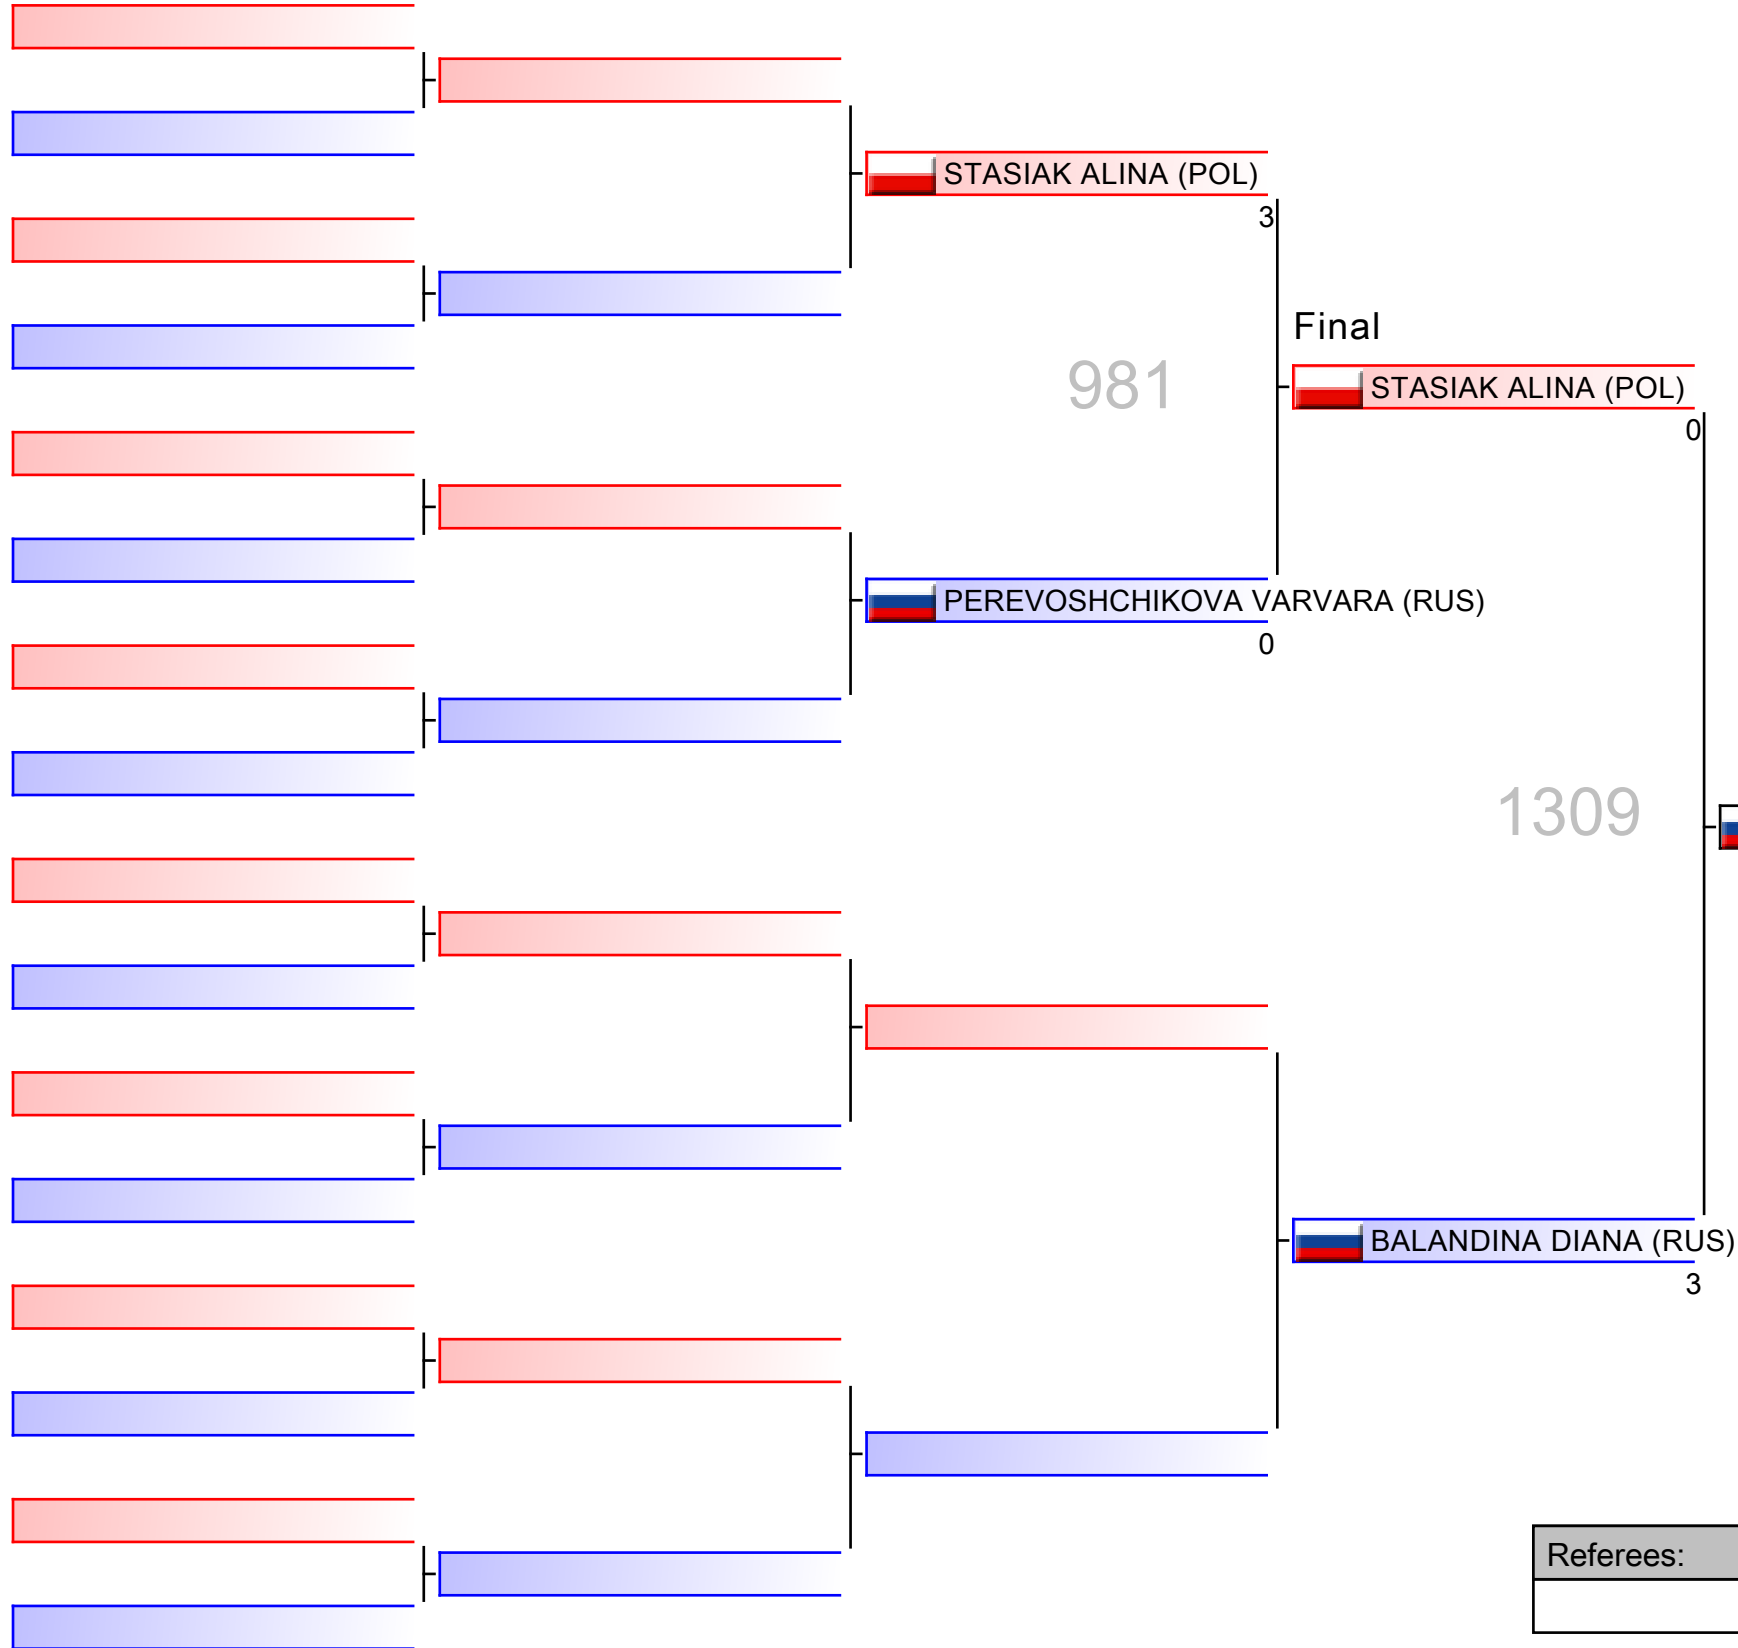 STASIAK ALINA (POL)
3
Final
981
STASIAK ALINA (POL)
0
PEREVOSHCHIKOVA VARVARA (RUS)
0
1309
BALANDINA DIANA (RUS)
3
Referees: